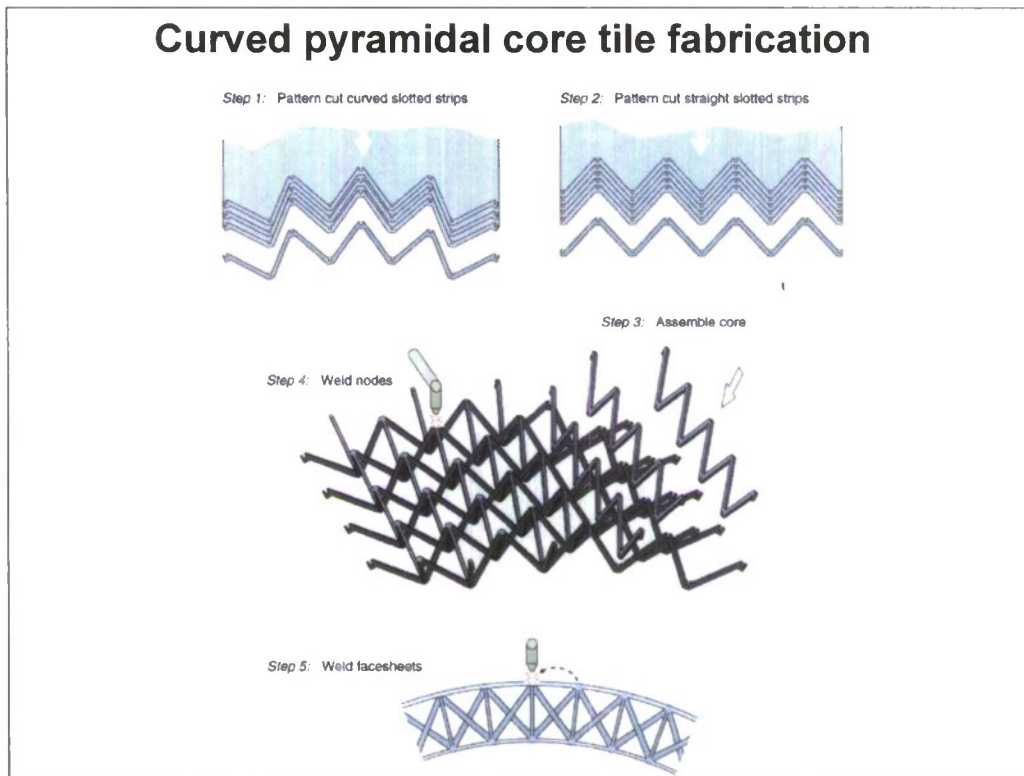 Curved pyramidal core tile fabrication
Step 1: Pattern cut curved slotted strips
Step 2: Pattern cut straight slotted strips
Step 3: Assemble core
Step 4: Weld nodes
Step 5: Weld facesheets